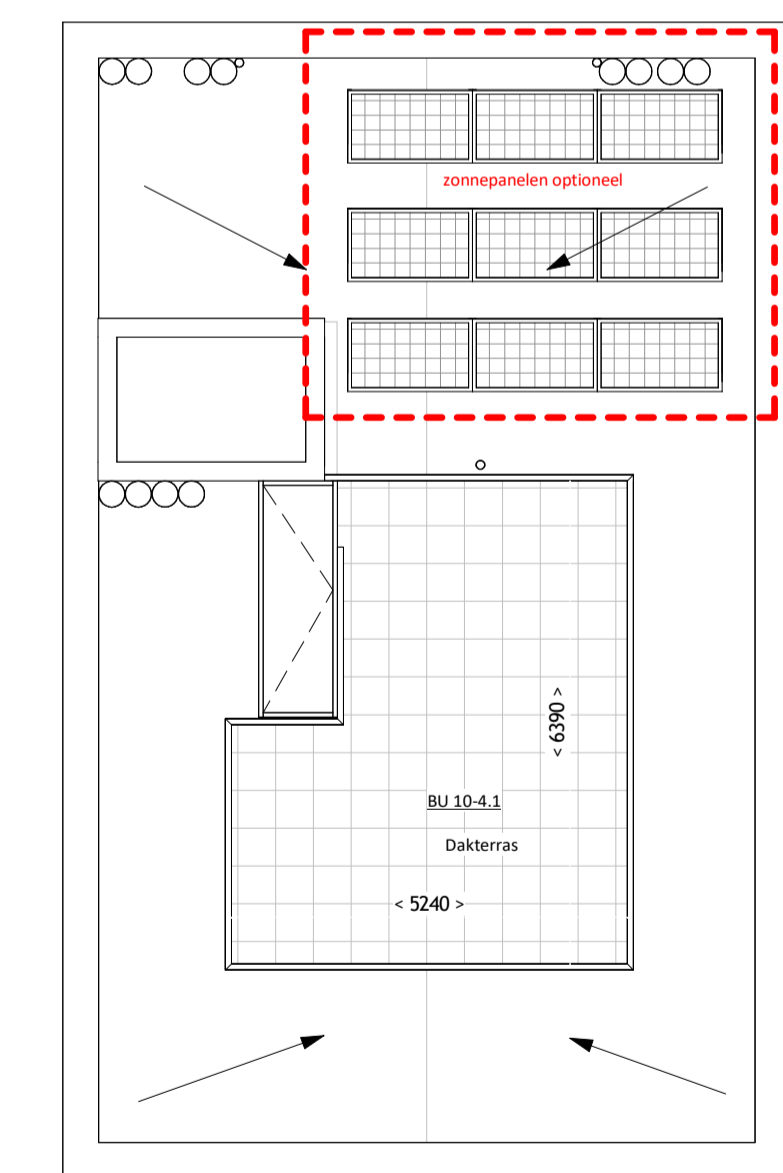 zonnepanelen optioneel
< 6390 >
BU 10-4.1
Dakterras
< 5240 >